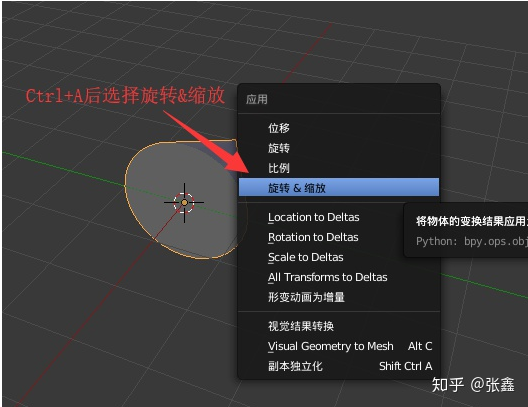 Ctrl+A后选择旋转&缩放
应用
位移
旋转
比例
旋转 & 缩放
将物体的变换结果应用
Location to Deltas
Rotation to Deltas
Python: bpy.ops.obj
Scale to Deltas
All Transforms to Deltas
形变动画为增量
视觉结果转换
Visual Geometry to Mesh Alt C
副本独立化 Shift Ctrl A
知乎 @张鑫